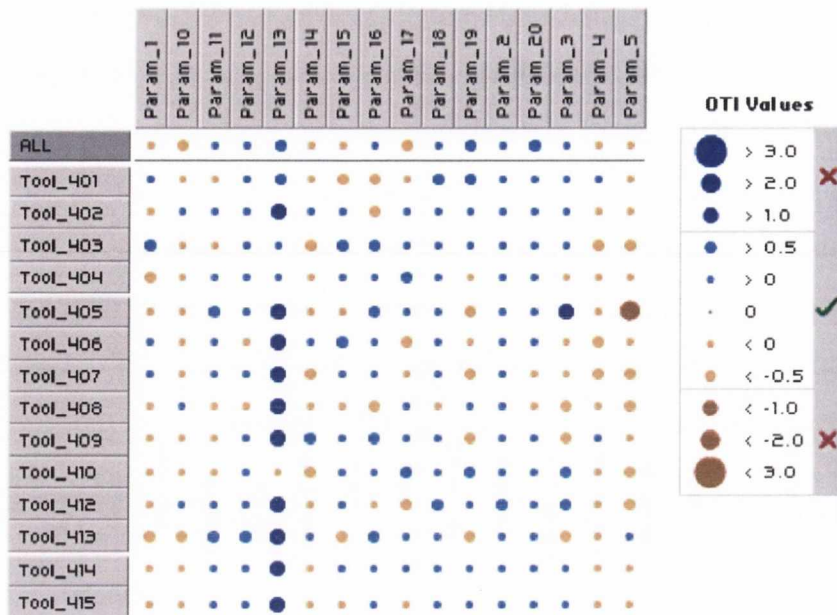 Param_1
Param_10
Param_11
Param_12
Param_13
Param_14
Param_15
Param_16
Param_17
Param_18
Param_19
Param_2
Param_20
Param_3
Param_4
Param_5
ALL
Tool_401
Tool_402
Tool_403
Tool_404
Tool_405
Tool_406
Tool_407
Tool_408
Tool_409
Tool_410
Tool_412
Tool_413
Tool_414
Tool_415
OTI Values
> 3.0
> 2.0
> 1.0
> 0.5
> 0
0
< 0
< -0.5
< -1.0
< -2.0
< 3.0